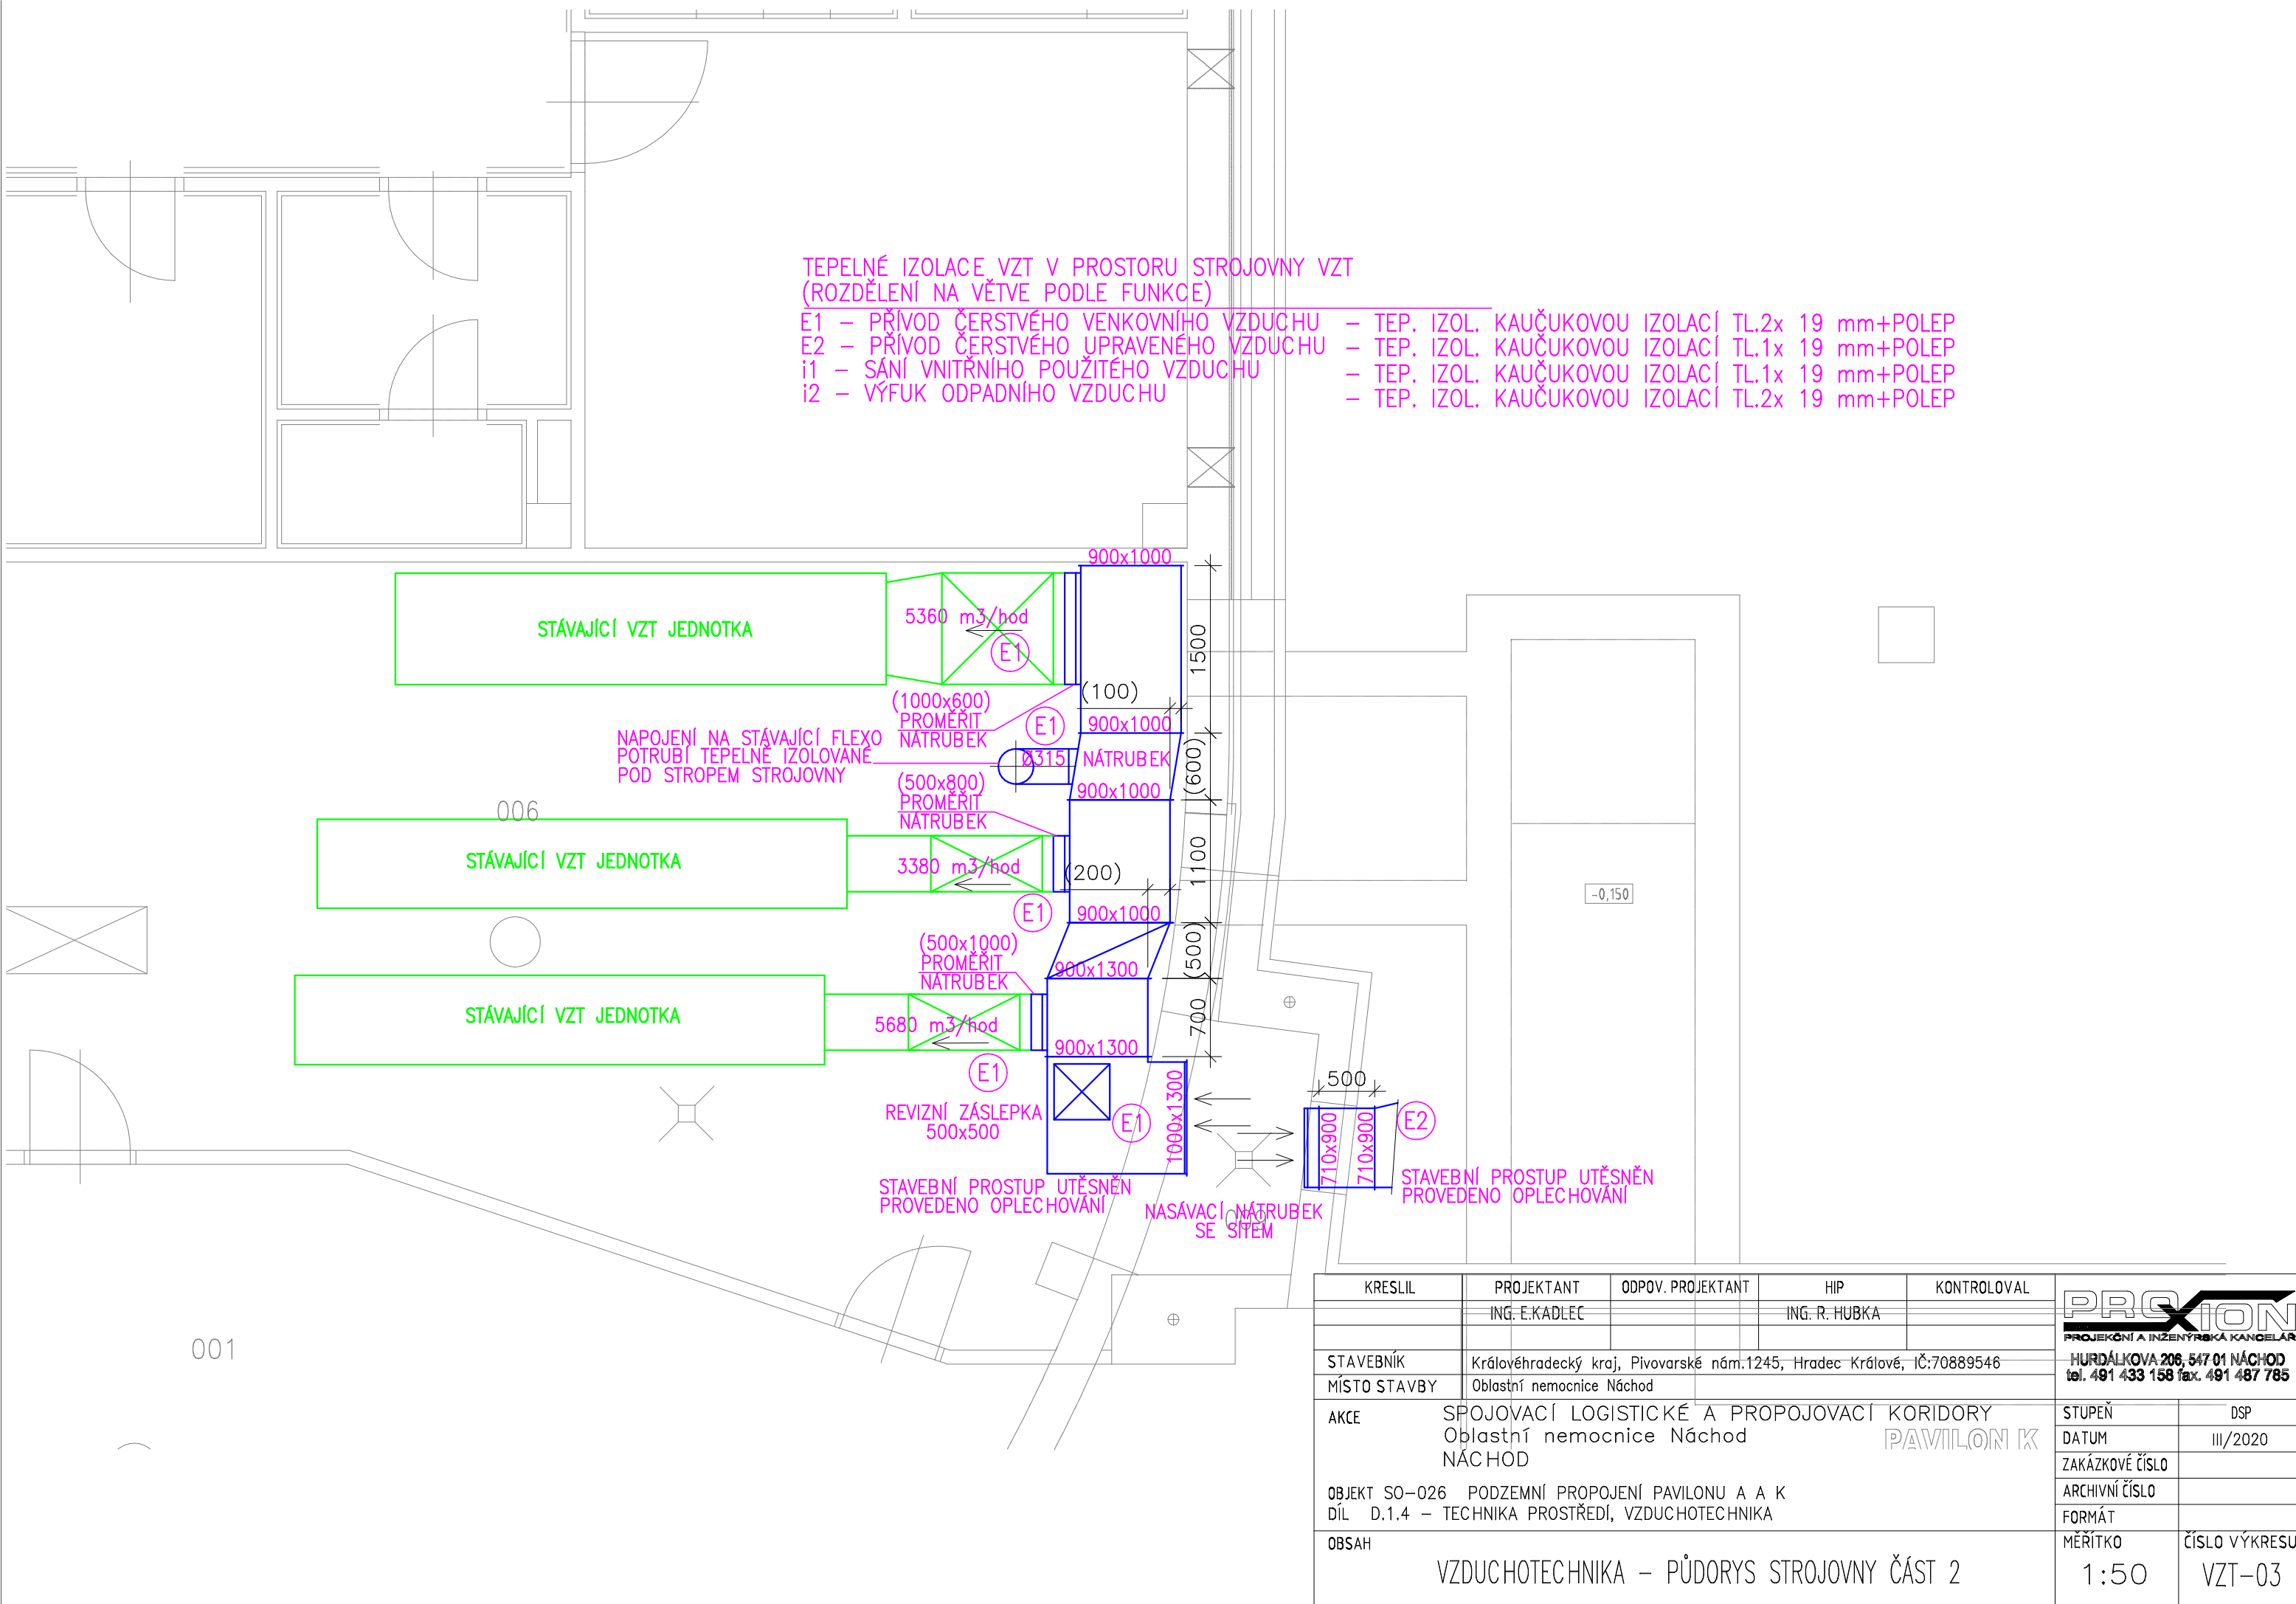 TEPELNÉ IZOLACE VZT V PROSTORU STROJOVNY VZT
(ROZDĚLENÍ NA VĚTVE PODLE FUNKCE)
E1 – PŘÍVOD ČERSTVÉHO VENKOVNÍHO VZDUCHU – TEP. IZOL. KAUČUKOVOU IZOLACÍ TL.2x 19 mm+POLEP
E2 – PŘÍVOD ČERSTVÉHO UPRAVENÉHO VZDUCHU – TEP. IZOL. KAUČUKOVOU IZOLACÍ TL.1x 19 mm+POLEP
i1 – SÁNÍ VNITŘNÍHO POUŽITÉHO VZDUCHU – TEP. IZOL. KAUČUKOVOU IZOLACÍ TL.1x 19 mm+POLEP
i2 – VÝFUK ODPADNÍHO VZDUCHU – TEP. IZOL. KAUČUKOVOU IZOLACÍ TL.2x 19 mm+POLEP
900x1000
5360 m3/hod
STÁVAJÍCÍ VZT JEDNOTKA
E1
1500
(100)
(1000x600)
PROMĚŘIT
NÁTRUBEK
E1
900x1000
NAPOJENÍ NA STÁVAJÍCÍ FLEXO
POTRUBÍ TEPELNĚ IZOLOVANÉ
POD STROPEM STROJOVNY
Ø315
NÁTRUBEK
(600)
(500x800)
PROMĚŘIT
NÁTRUBEK
900x1000
006
STÁVAJÍCÍ VZT JEDNOTKA
3380 m3/hod
(200)
1100
-0,150
E1
900x1000
(500x1000)
PROMĚŘIT
NÁTRUBEK
(500)
900x1300
STÁVAJÍCÍ VZT JEDNOTKA
5680 m3/hod
700
900x1300
E1
500
REVIZNÍ ZÁSLEPKA
500x500
E1
1000x1300
710x900
710x900
E2
STAVEBNÍ PROSTUP UTĚSNĚN
PROVEDENO OPLECHOVÁNÍ
STAVEBNÍ PROSTUP UTĚSNĚN
PROVEDENO OPLECHOVÁNÍ
NASÁVACÍ NÁTRUBEK
SE SÍTEM
009
001
KRESLIL PROJEKTANT ODPOV. PROJEKTANT HIP KONTROLOVAL
ING. E.KADLEC ING. R. HUBKA
PROXION
PROJEKČNÍ A INŽENÝRSKÁ KANCELÁŘ
HURDÁLKOVA 206, 547 01 NÁCHOD
tel. 491 433 158 fax. 491 487 785
STAVEBNÍK Královéhradecký kraj, Pivovarské nám.1245, Hradec Králové, IČ:70889546
MÍSTO STAVBY Oblastní nemocnice Náchod
AKCE SPOJOVACÍ LOGISTICKÉ A PROPOJOVACÍ KORIDORY
Oblastní nemocnice Náchod
NÁCHOD
PAVILON K
OBJEKT SO–026 PODZEMNÍ PROPOJENÍ PAVILONU A A K
DÍL D.1.4 – TECHNIKA PROSTŘEDÍ, VZDUCHOTECHNIKA
OBSAH
VZDUCHOTECHNIKA – PŮDORYS STROJOVNY ČÁST 2
STUPEŇ DSP
DATUM III/2020
ZAKÁZKOVÉ ČÍSLO
ARCHIVNÍ ČÍSLO
FORMÁT
MĚŘÍTKO ČÍSLO VÝKRESU
1:50 VZT–03